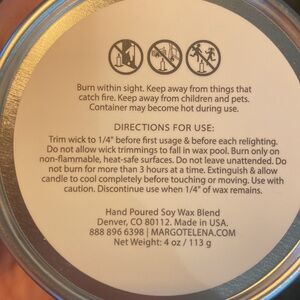 Burn within sight. Keep away from things that
catch fire. Keep away from children and pets.
Container may become hot during use.
DIRECTIONS FOR USE:
Trim wick to 1/4" before first usage & before each relighting.
Do not allow wick trimmings to fall in wax pool. Burn only on
non-flammable, heat-safe surfaces. Do not leave unattended. Do
not burn for more than 3 hours at a time. Extinguish & allow
candle to cool completely before touching or moving. Use with
caution. Discontinue use when 1/4" of wax remains.
Hand Poured Soy Wax Blend
Denver, CO 80112. Made in USA.
888 896 6398 | MARGOTELENA.COM
Net Weight: 4 oz / 113 g